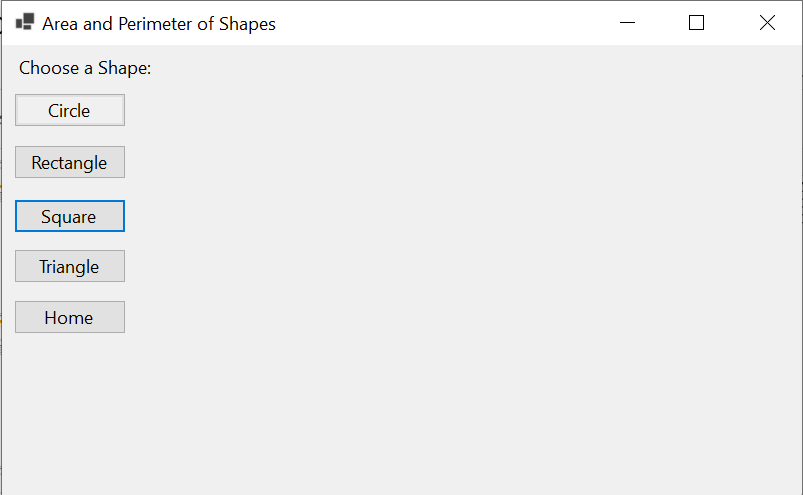 Area and Perimeter of Shapes
Choose a Shape:
Circle
Rectangle
Square
Triangle
Home